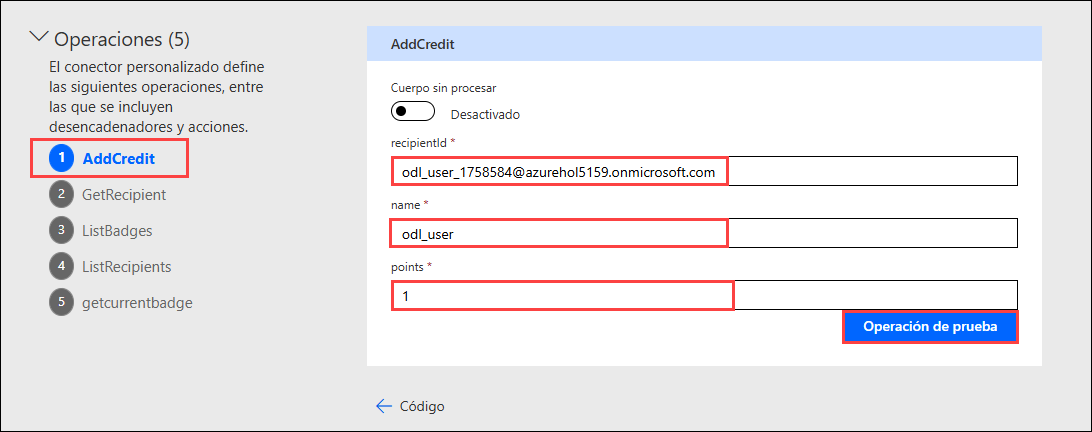 Operaciones (5)
El conector personalizado define
las siguientes operaciones, entre
las que se incluyen
desencadenadores y acciones.
1 AddCredit
2 GetRecipient
3 ListBadges
4 ListRecipients
5 getcurrentbadge
AddCredit
Cuerpo sin procesar
Desactivado
recipientId *
odl_user_1758584@azurehol5159.onmicrosoft.com
name *
odl_user
points *
1
Operación de prueba
Código